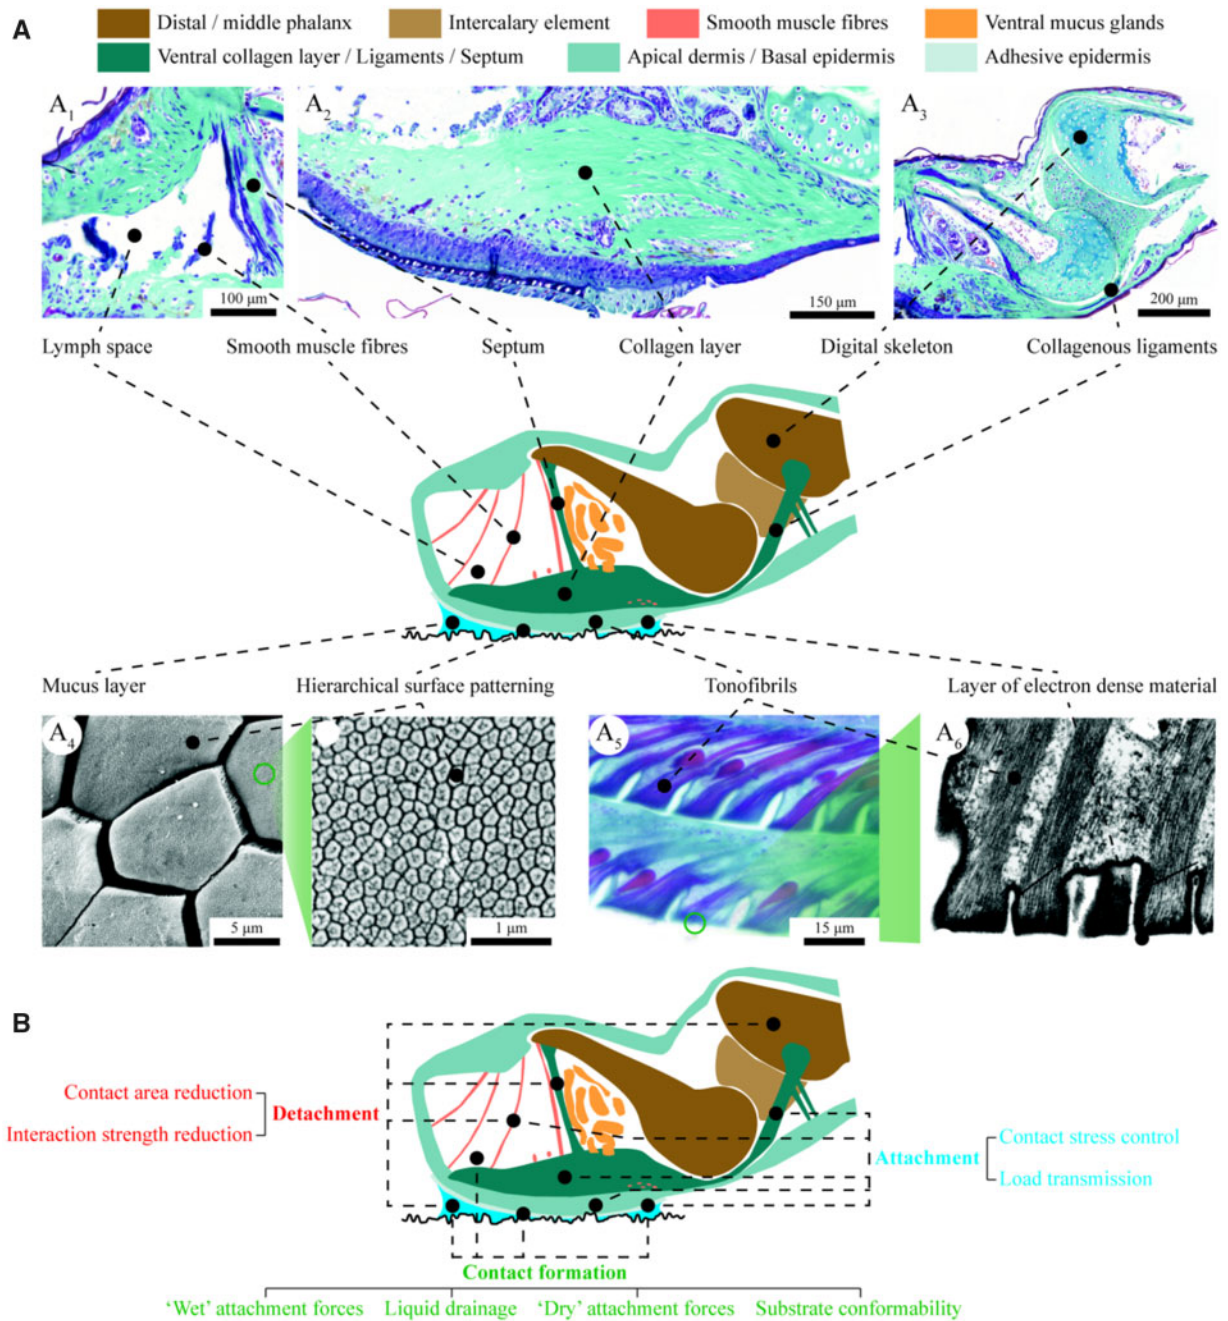 A
Distal / middle phalanx
Intercalary element
Smooth muscle fibres
Ventral mucus glands
Ventral collagen layer / Ligaments / Septum
Apical dermis / Basal epidermis
Adhesive epidermis
A1
A2
A3
100 μm
150 μm
200 μm
Lymph space
Smooth muscle fibres
Septum
Collagen layer
Digital skeleton
Collagenous ligaments
Mucus layer
Hierarchical surface patterning
Tonofibrils
Layer of electron dense material
A4
A5
A6
5 μm
1 μm
15 μm
B
Contact area reduction
Interaction strength reduction
Detachment
Attachment
Contact stress control
Load transmission
Contact formation
‘Wet’ attachment forces
Liquid drainage
‘Dry’ attachment forces
Substrate conformability